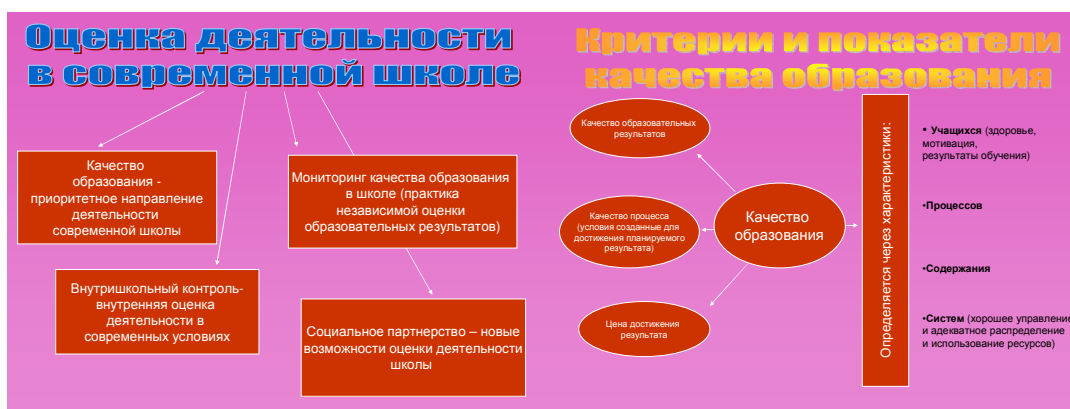 Оценка деятельности
в современной школе
Качество
образования -
приоритетное направление
деятельности
современной школы
Мониторинг качества образования
в школе (практика
независимой оценки
образовательных результатов)
Внутришкольный контроль-
внутренняя оценка
деятельности в
современных условиях
Социальное партнерство – новые
возможности оценки деятельности
школы
Критерии и показатели
качества образования
Качество образовательных
результатов
Качество процесса
(условия созданные для
достижения планируемого
результата)
Цена достижения
результата
Качество
образования
Определяется через характеристики:
• Учащихся (здоровье,
мотивация,
результаты обучения)
•Процессов
•Содержания
•Систем (хорошее управление
и адекватное распределение
и использование ресурсов)